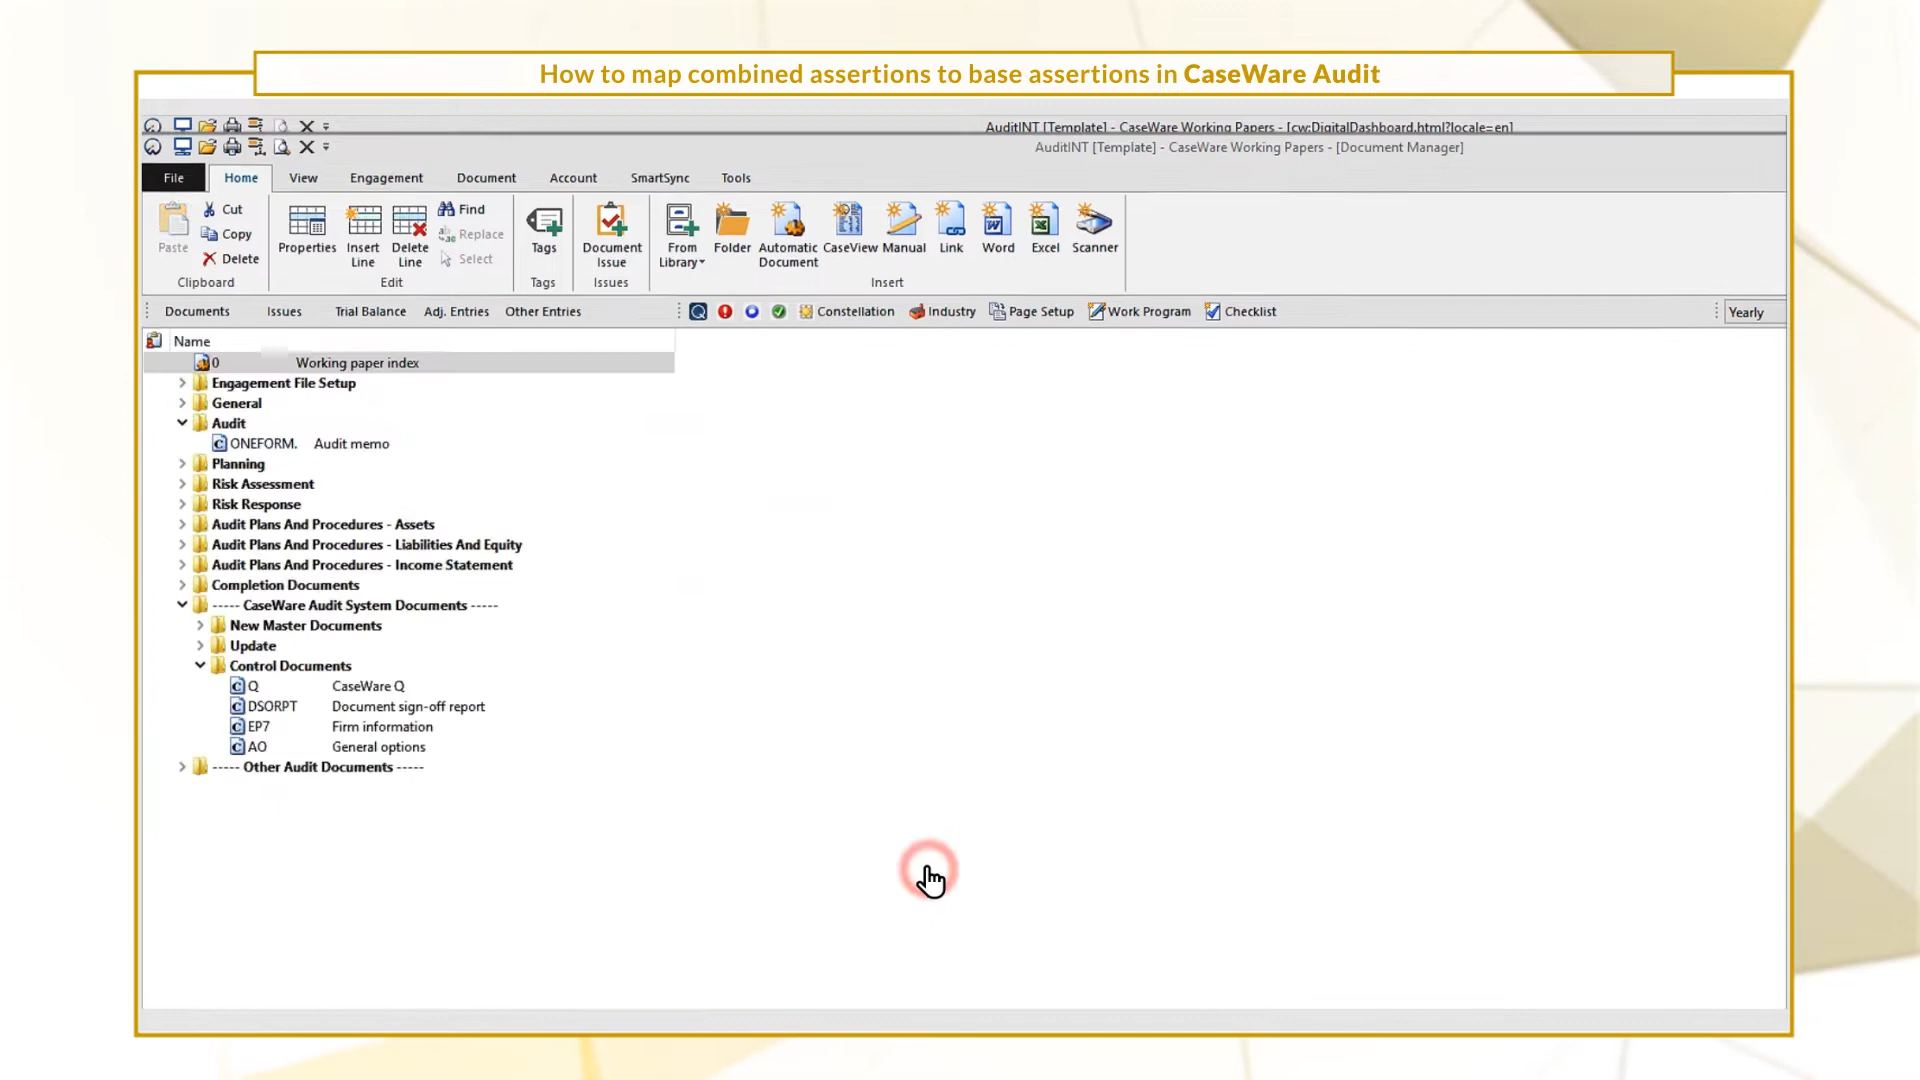 How to map combined assertions to base assertions in CaseWare Audit
AuditINT [Template] - CaseWare Working Papers - [cw:DigitalDashboard.html?locale=en]
AuditINT [Template] - CaseWare Working Papers - [Document Manager]
File Home View Engagement Document Account SmartSync Tools
Paste Cut Copy Delete
Clipboard
Properties Insert Line Delete Line Find Replace Select
Edit
Tags
Tags
Document Issue
Issues
From Library Folder Automatic Document CaseView Manual Link Word Excel Scanner
Insert
Documents Issues Trial Balance Adj. Entries Other Entries Constellation Industry Page Setup Work Program Checklist Yearly
Name
0 Working paper index
Engagement File Setup
General
Audit
ONEFORM. Audit memo
Planning
Risk Assessment
Risk Response
Audit Plans And Procedures - Assets
Audit Plans And Procedures - Liabilities And Equity
Audit Plans And Procedures - Income Statement
Completion Documents
----- CaseWare Audit System Documents -----
New Master Documents
Update
Control Documents
Q CaseWare Q
DSORPT Document sign-off report
EP7 Firm information
AO General options
----- Other Audit Documents -----